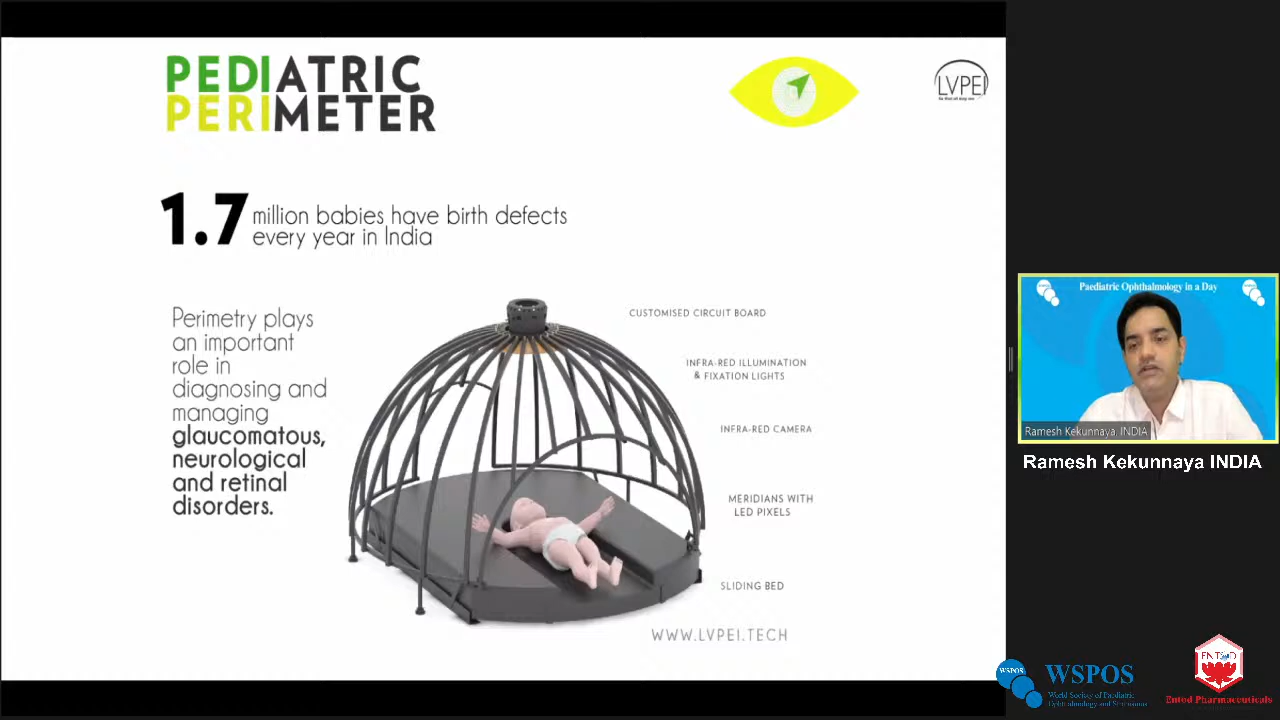 PEDIATRIC
PERIMETER
LVPEI
1.7 million babies have birth defects
every year in India
Perimetry plays
an important
role in
diagnosing and
managing
glaucomatous,
neurological
and retinal
disorders.
CUSTOMISED CIRCUIT BOARD
INFRA-RED ILLUMINATION
& FIXATION LIGHTS
INFRA-RED CAMERA
MERIDIANS WITH
LED PIXELS
SLIDING BED
WWW.LVPEI.TECH
Paediatric Ophthalmology in a Day
Ramesh Kekunnaya, INDIA
Ramesh Kekunnaya INDIA
WSPOS
WSPOS
World Society of Paediatric
Ophthalmology and Strabismus
ENTOD
Entod Pharmaceuticals